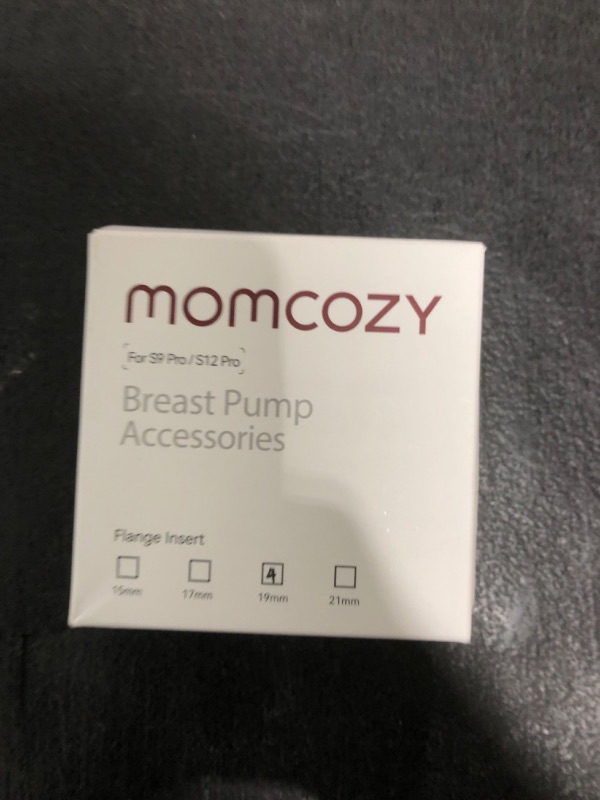 momcozy
For S9 Pro / S12 Pro
Breast Pump
Accessories
Flange Insert
4
15mm 17mm 19mm 21mm